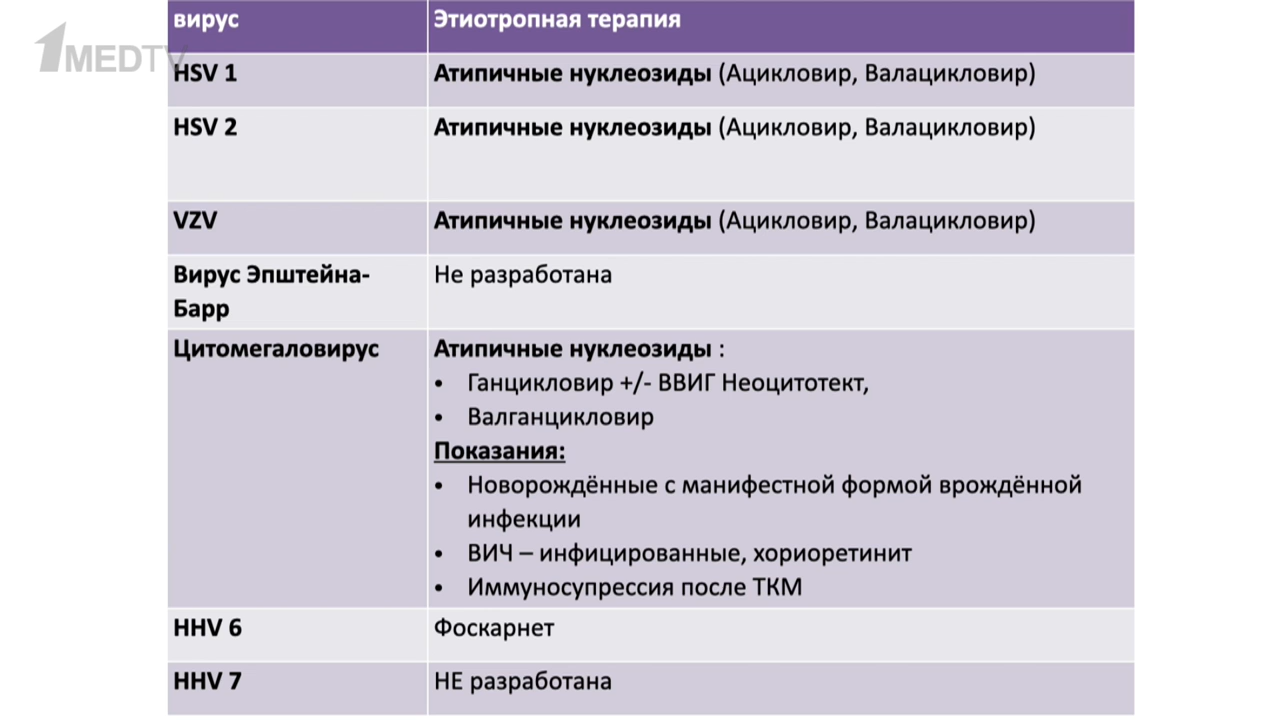 1MEDTV
вирус
Этиотропная терапия
HSV 1
Атипичные нуклеозиды (Ацикловир, Валацикловир)
HSV 2
Атипичные нуклеозиды (Ацикловир, Валацикловир)
VZV
Атипичные нуклеозиды (Ацикловир, Валацикловир)
Вирус Эпштейна-
Барр
Не разработана
Цитомегаловирус
Атипичные нуклеозиды :
• Ганцикловир +/- ВВИГ Неоцитотект,
• Валганцикловир
Показания:
• Новорождённые с манифестной формой врождённой
инфекции
• ВИЧ – инфицированные, хориоретинит
• Иммуносупрессия после ТКМ
HHV 6
Фоскарнет
HHV 7
НЕ разработана